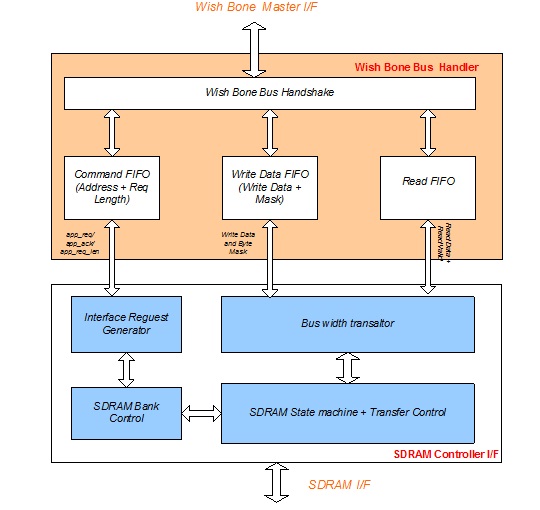 Wish Bone Master I/F
Wish Bone Bus Handler
Wish Bone Bus Handshake
Command FIFO
(Address + Req
Length)
Write Data FIFO
(Write Data +
Mask)
Read FIFO
app_req/
app_ack/
app_req_len
Write Data
and Byte
Mask
Read Data +
Read Valid
Interface Reguest
Generator
Bus width transaltor
SDRAM Bank
Control
SDRAM State machine + Transfer Control
SDRAM Controller I/F
SDRAM I/F